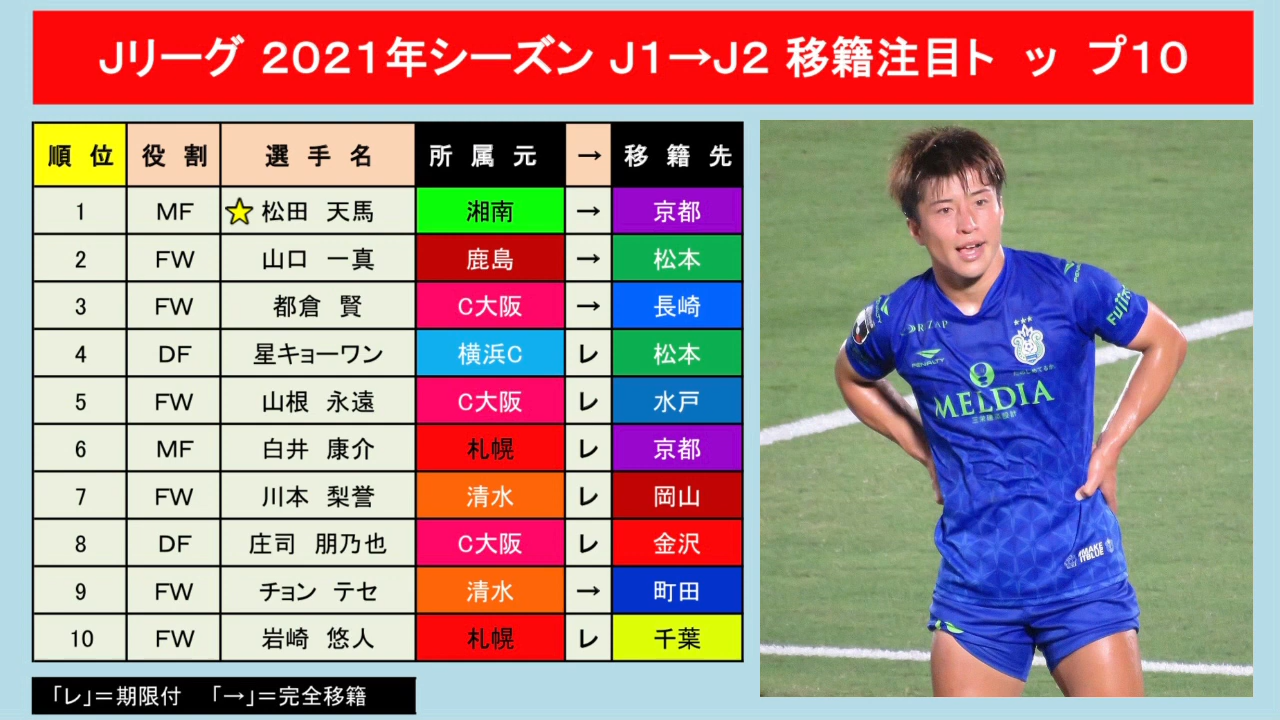 Jリーグ 2021年シーズン J1→J2 移籍注目ト ッ プ10
順 位 役 割 選 手 名 所 属 元 → 移 籍 先
1 MF ☆ 松田 天馬 湘南 → 京都
2 FW 山口 一真 鹿島 → 松本
3 FW 都倉 賢 C大阪 → 長崎
4 DF 星キョーワン 横浜C レ 松本
5 FW 山根 永遠 C大阪 レ 水戸
6 MF 白井 康介 札幌 レ 京都
7 FW 川本 梨誉 清水 レ 岡山
8 DF 庄司 朋乃也 C大阪 レ 金沢
9 FW チョン テセ 清水 → 町田
10 FW 岩崎 悠人 札幌 レ 千葉
「レ」=期限付 「→」=完全移籍
PENALTY
MELDIA
Fujits